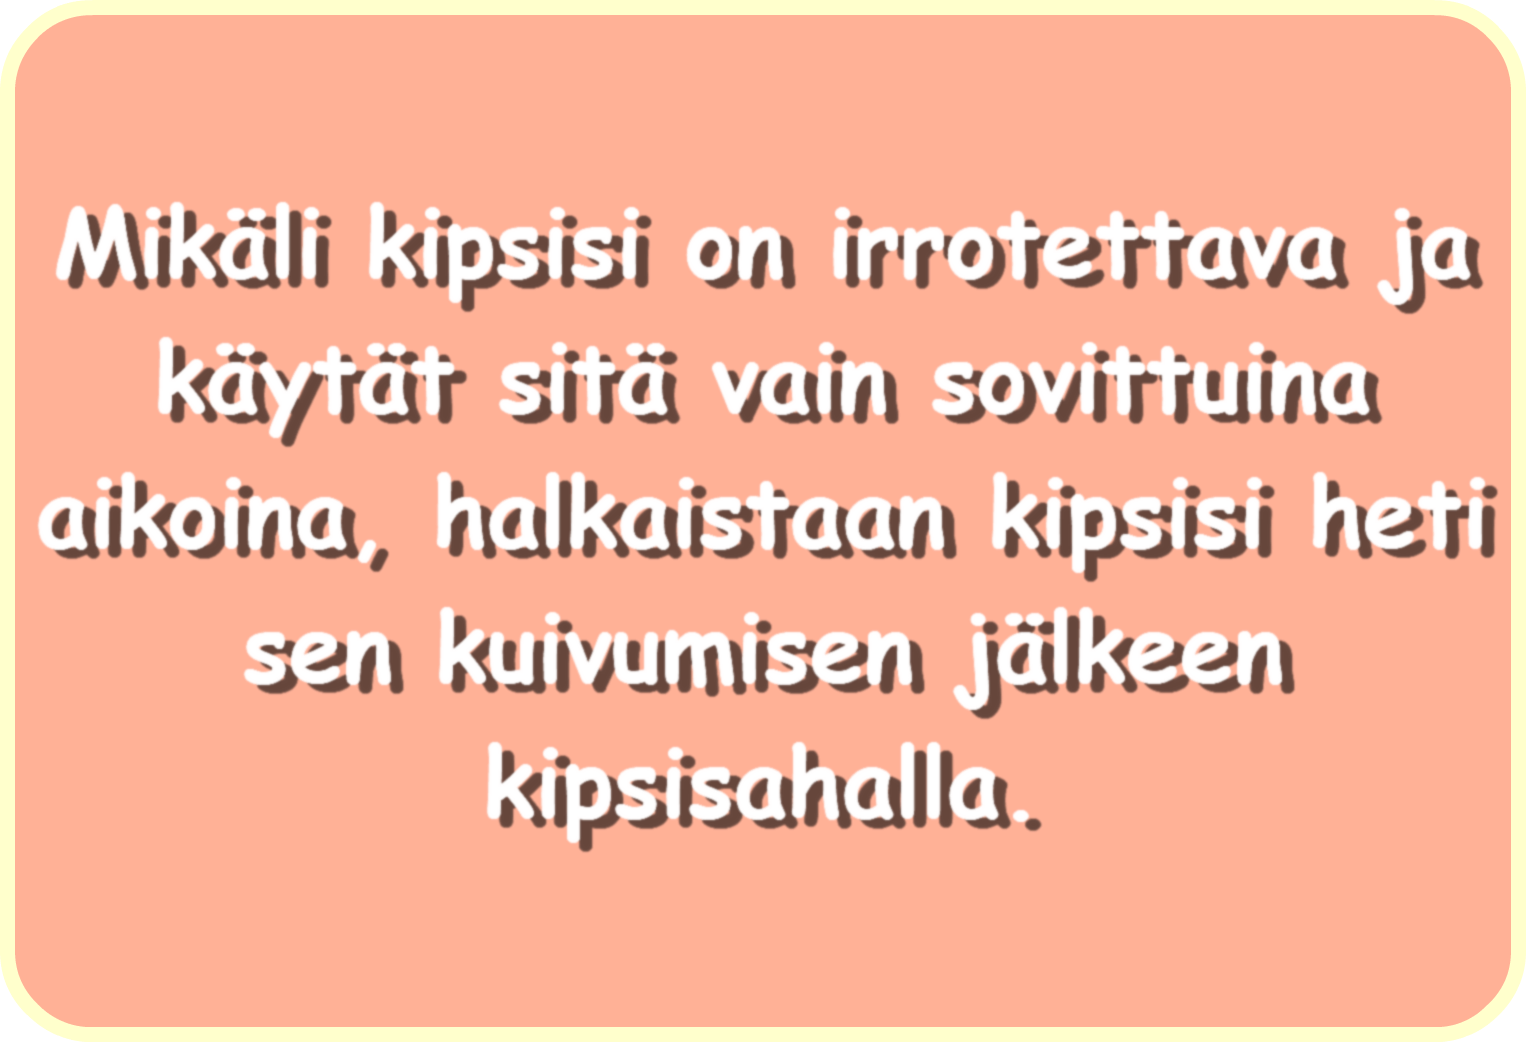 Mikäli kipsisi on irrotettava ja
käytät sitä vain sovittuina
aikoina, halkaistaan kipsisi heti
sen kuivumisen jälkeen
kipsisahalla.